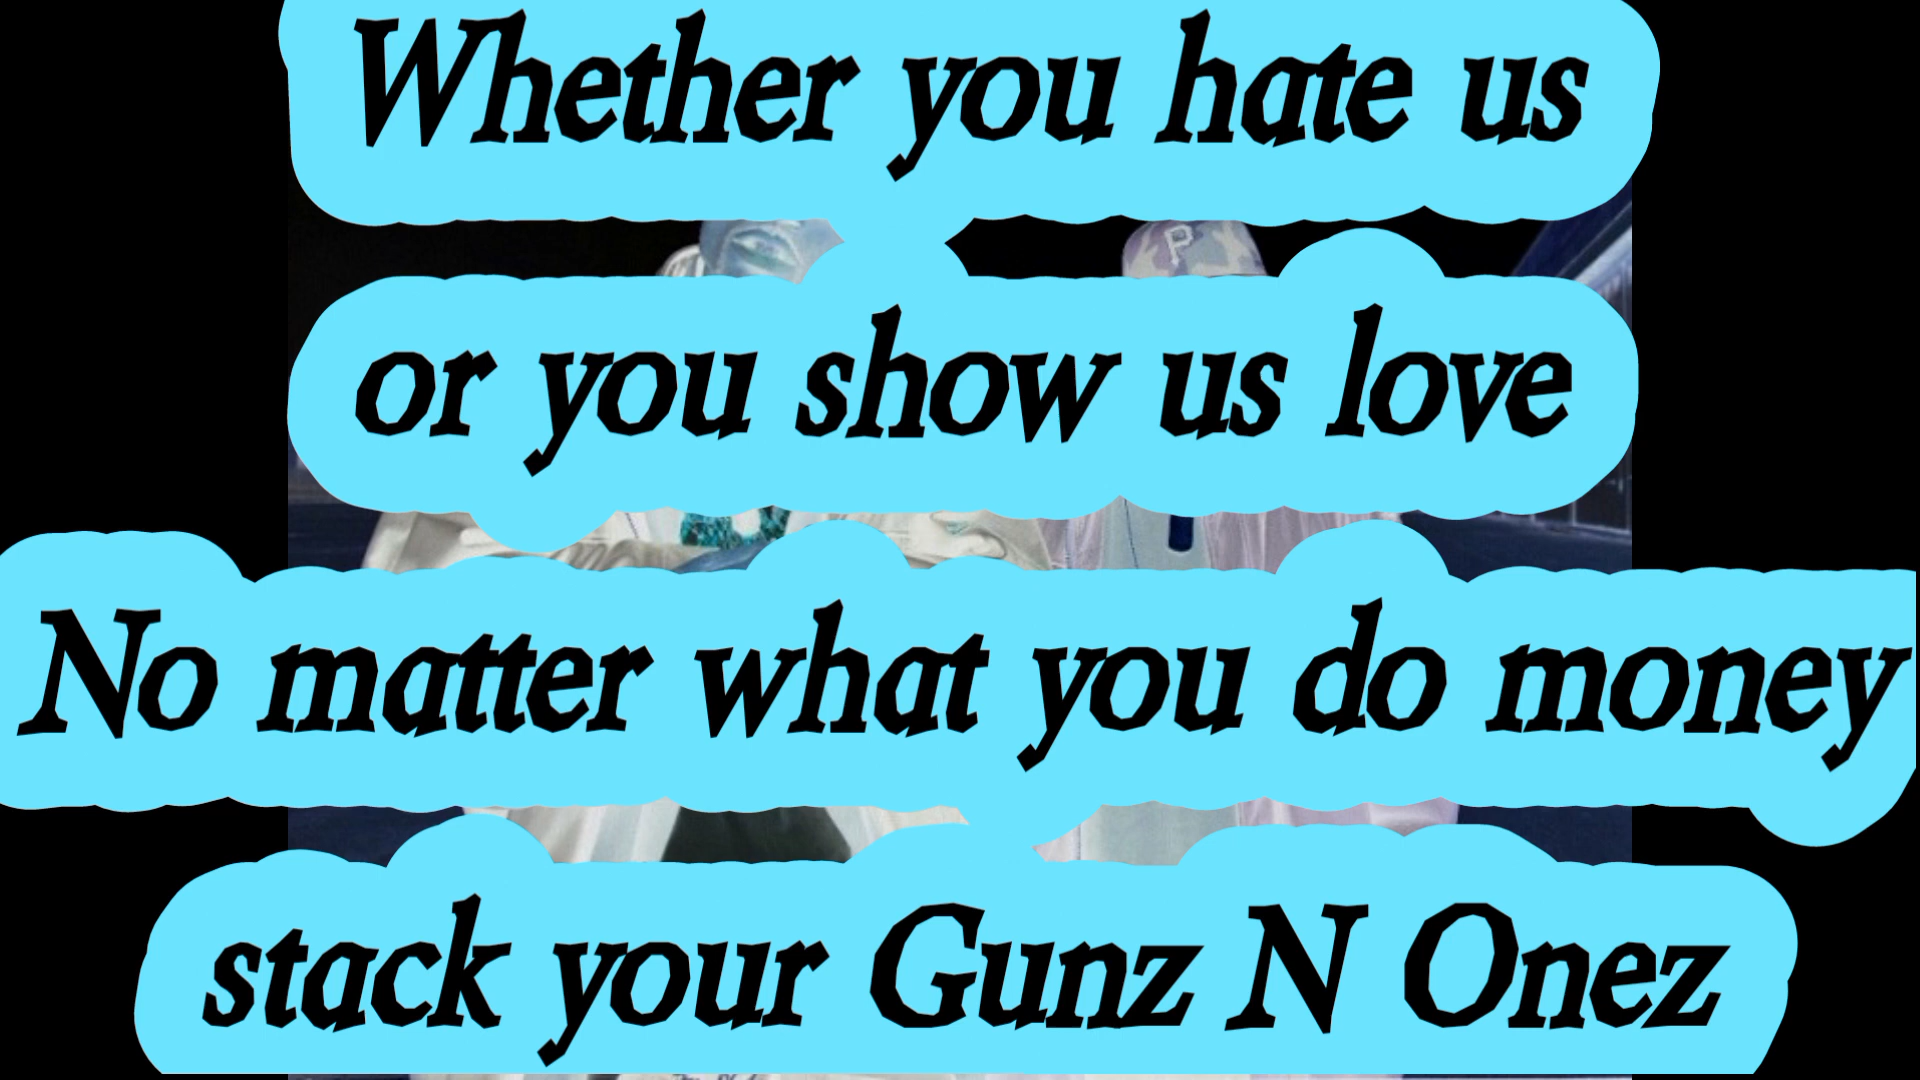 Whether you hate us
P
or you show us love
No matter what you do money
stack your Gunz N Onez